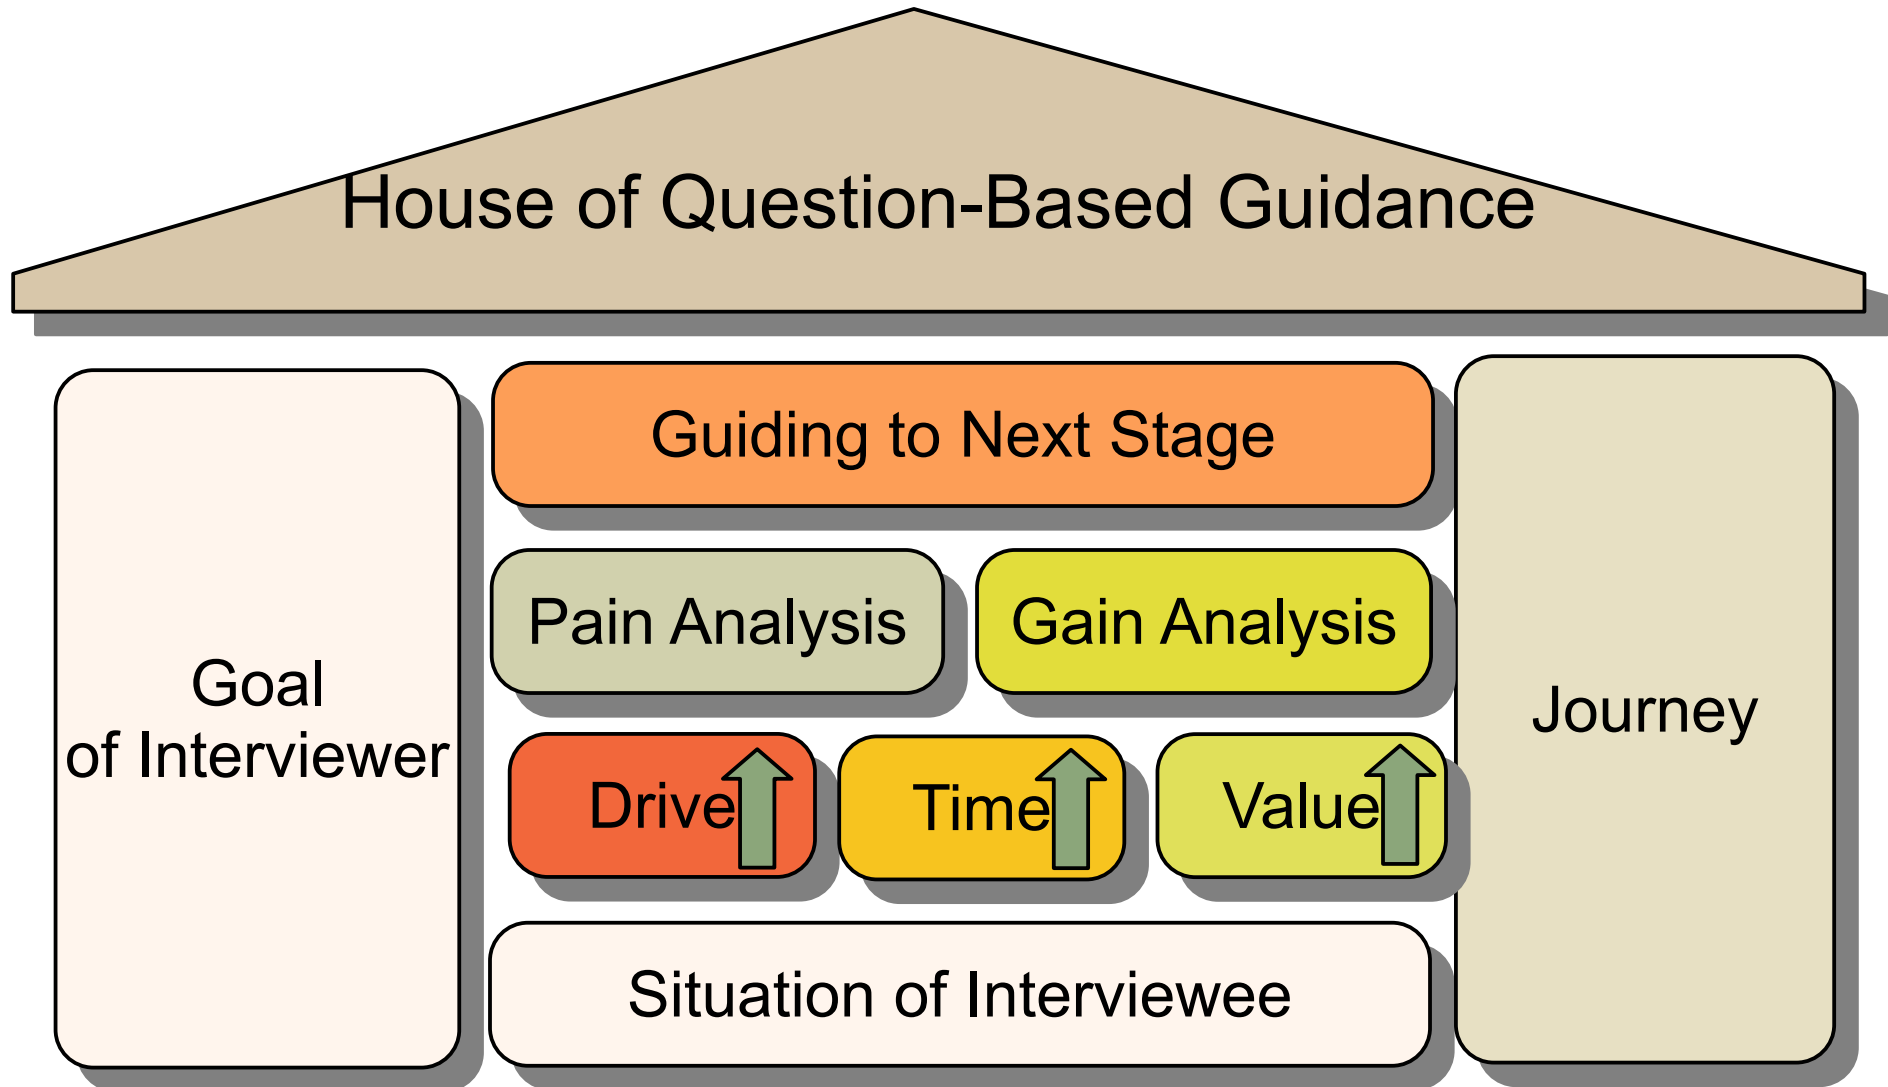 House of Question-Based Guidance
Goal
of Interviewer
Guiding to Next Stage
Pain Analysis
Gain Analysis
Drive
Time
Value
Situation of Interviewee
Journey